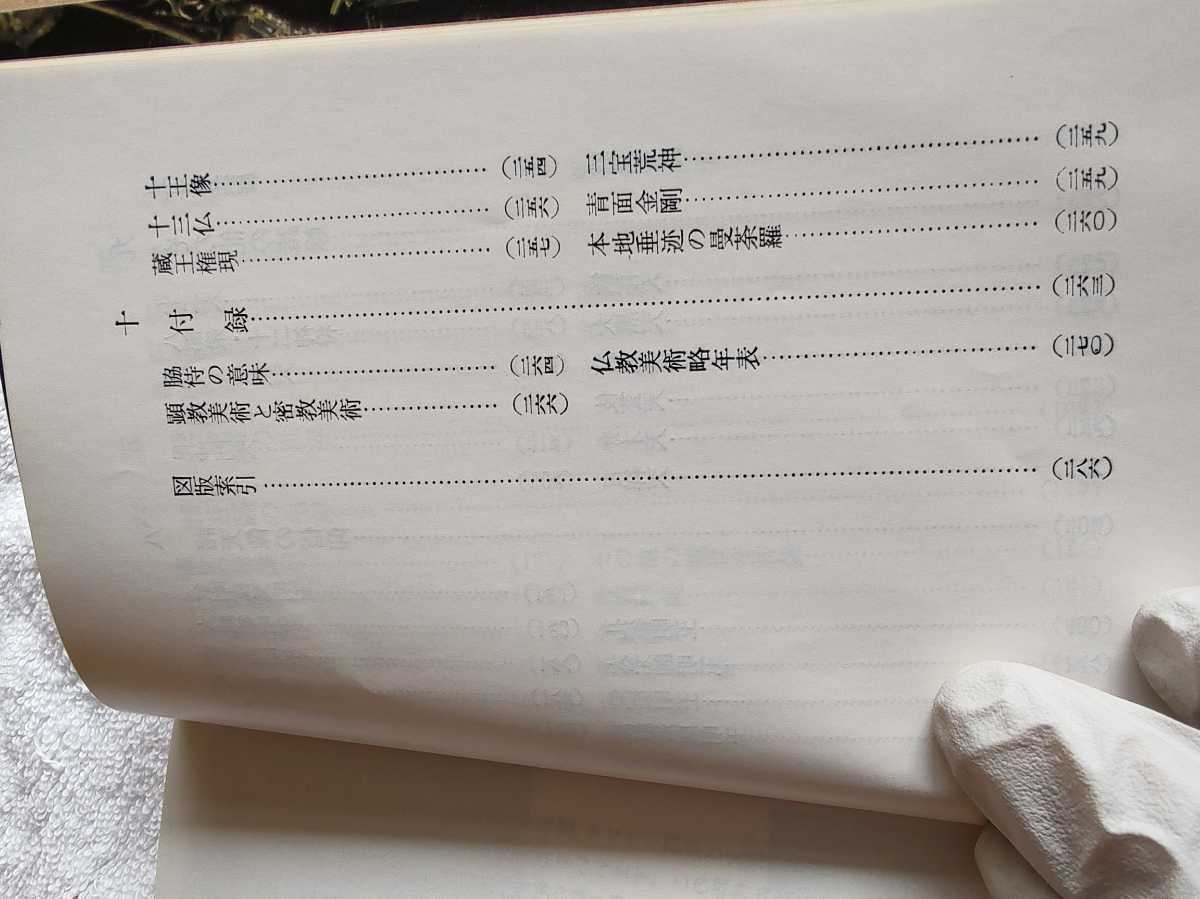 十王像……………………(二五四)
十三仏……………………(二五六)
蔵王権現…………………(二五七)
三宝荒神…………………(二五九)
青面金剛…………………(二五九)
本地垂迹の曼荼羅………(二六〇)
十　付　録………………(二六三)
脇侍の意味………………(二六四)
顕教美術と密教美術……(二六六)
仏教美術略年表…………(二七〇)
図版索引…………………(二八六)